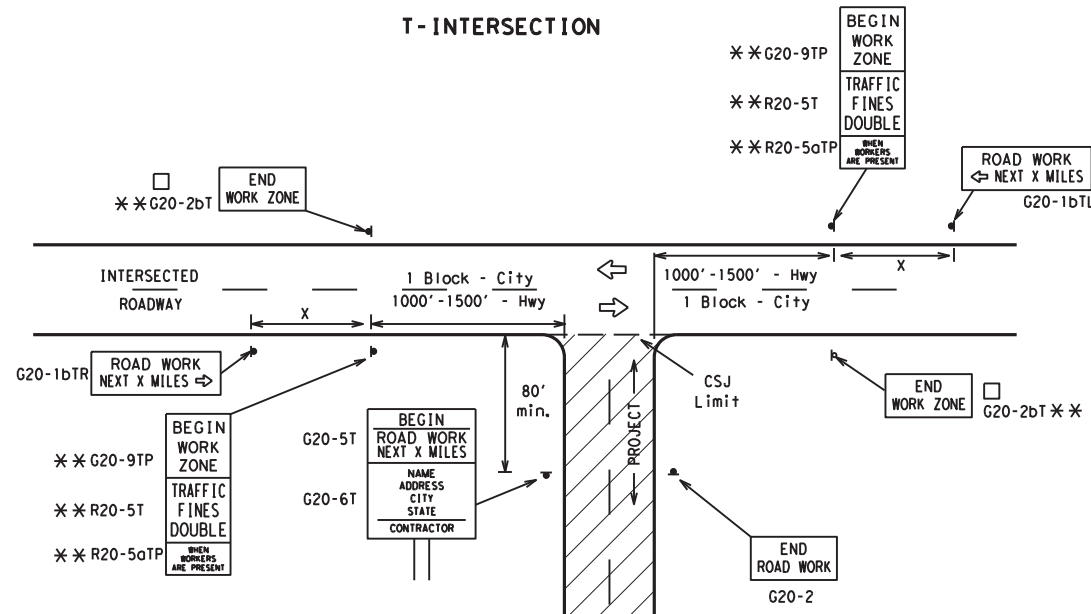 T-INTERSECTION
BEGIN
WORK
ZONE
TRAFFIC
FINES
DOUBLE
WHEN
WORKERS
ARE PRESENT
**G20-9TP
**R20-5T
**R20-5aTP
ROAD WORK
⇦ NEXT X MILES
G20-1bTL
□
**G20-2bT
END
WORK ZONE
INTERSECTED
ROADWAY
1 Block - City
1000'-1500' - Hwy
X
1000'-1500' - Hwy
1 Block - City
X
G20-1bTR
ROAD WORK
NEXT X MILES ⇨
**G20-9TP
**R20-5T
**R20-5aTP
BEGIN
WORK
ZONE
TRAFFIC
FINES
DOUBLE
WHEN
WORKERS
ARE PRESENT
G20-5T
G20-6T
BEGIN
ROAD WORK
NEXT X MILES
NAME
ADDRESS
CITY
STATE
CONTRACTOR
80'
min.
PROJECT
CSJ
Limit
END
WORK ZONE
□
G20-2bT**
END
ROAD WORK
G20-2